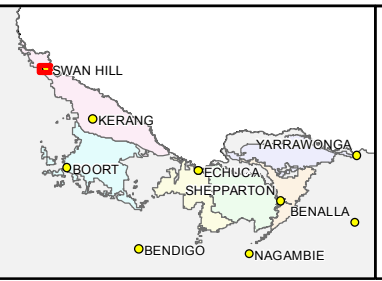 SWAN HILL
KERANG
YARRAWONGA
BOORT
ECHUCA
SHEPPARTON
BENALLA
BENDIGO
NAGAMBIE